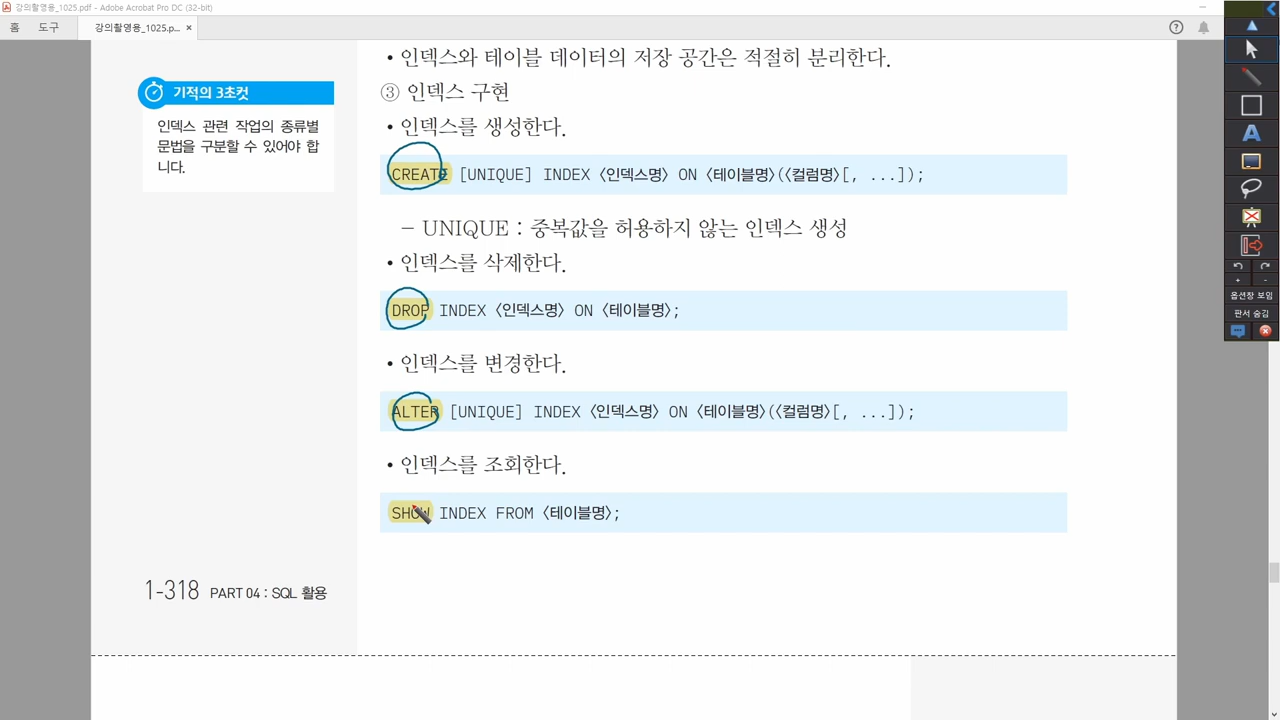 강의촬영용_1025.pdf - Adobe Acrobat Pro DC (32-bit)
홈 도구 강의촬영용_1025.p... ×
• 인덱스와 테이블 데이터의 저장 공간은 적절히 분리한다.
기적의 3초컷
인덱스 관련 작업의 종류별
문법을 구분할 수 있어야 합
니다.
③ 인덱스 구현
• 인덱스를 생성한다.
CREATE [UNIQUE] INDEX 〈인덱스명〉 ON 〈테이블명〉(〈컬럼명〉[, ...]);
– UNIQUE : 중복값을 허용하지 않는 인덱스 생성
• 인덱스를 삭제한다.
DROP INDEX 〈인덱스명〉 ON 〈테이블명〉;
• 인덱스를 변경한다.
ALTER [UNIQUE] INDEX 〈인덱스명〉 ON 〈테이블명〉(〈컬럼명〉[, ...]);
• 인덱스를 조회한다.
SHOW INDEX FROM 〈테이블명〉;
1-318 PART 04 : SQL 활용
A
옵션장 보임
판서 숨김